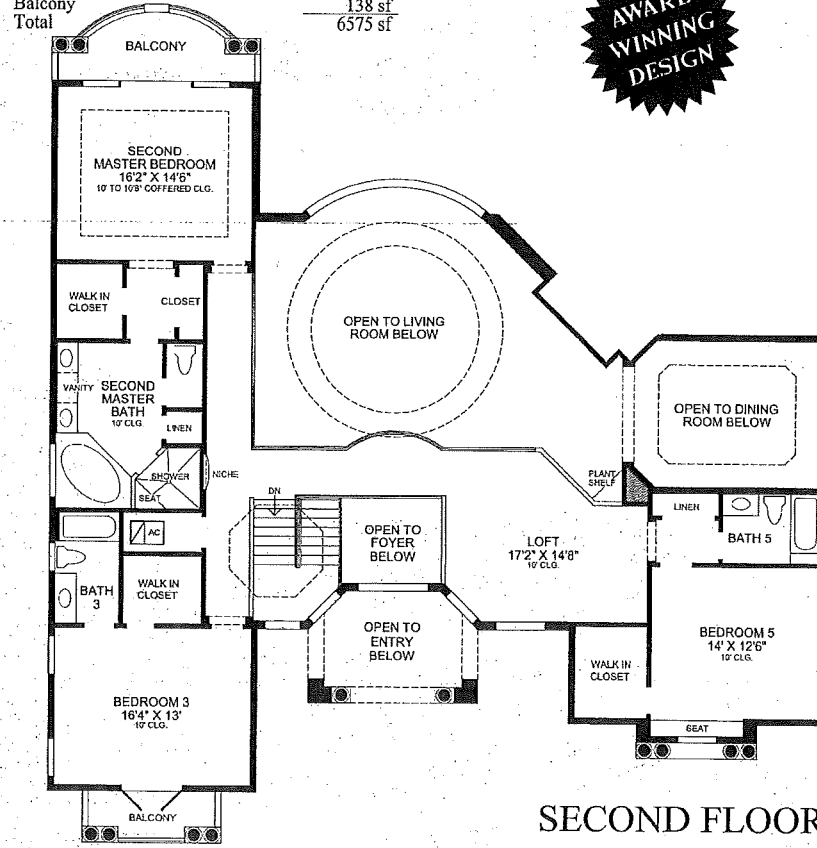 Balcony 138 sf
Total 6575 sf
AWARD
WINNING
DESIGN
BALCONY
SECOND
MASTER BEDROOM
16'2" X 14'6"
10' TO 10'8" COFFERED CLG.
WALK IN
CLOSET
CLOSET
OPEN TO LIVING
ROOM BELOW
VANITY
SECOND
MASTER
BATH
10' CLG.
LINEN
OPEN TO DINING
ROOM BELOW
SHOWER
SEAT
NICHE
PLANT
SHELF
DN
AC
OPEN TO
FOYER
BELOW
LOFT
17'2" X 14'8"
10' CLG.
LINEN
BATH 5
BATH
3
WALK IN
CLOSET
OPEN TO
ENTRY
BELOW
BEDROOM 5
14' X 12'6"
10' CLG.
WALK IN
CLOSET
BEDROOM 3
16'4" X 13'
10' CLG.
SEAT
BALCONY
SECOND FLOOR